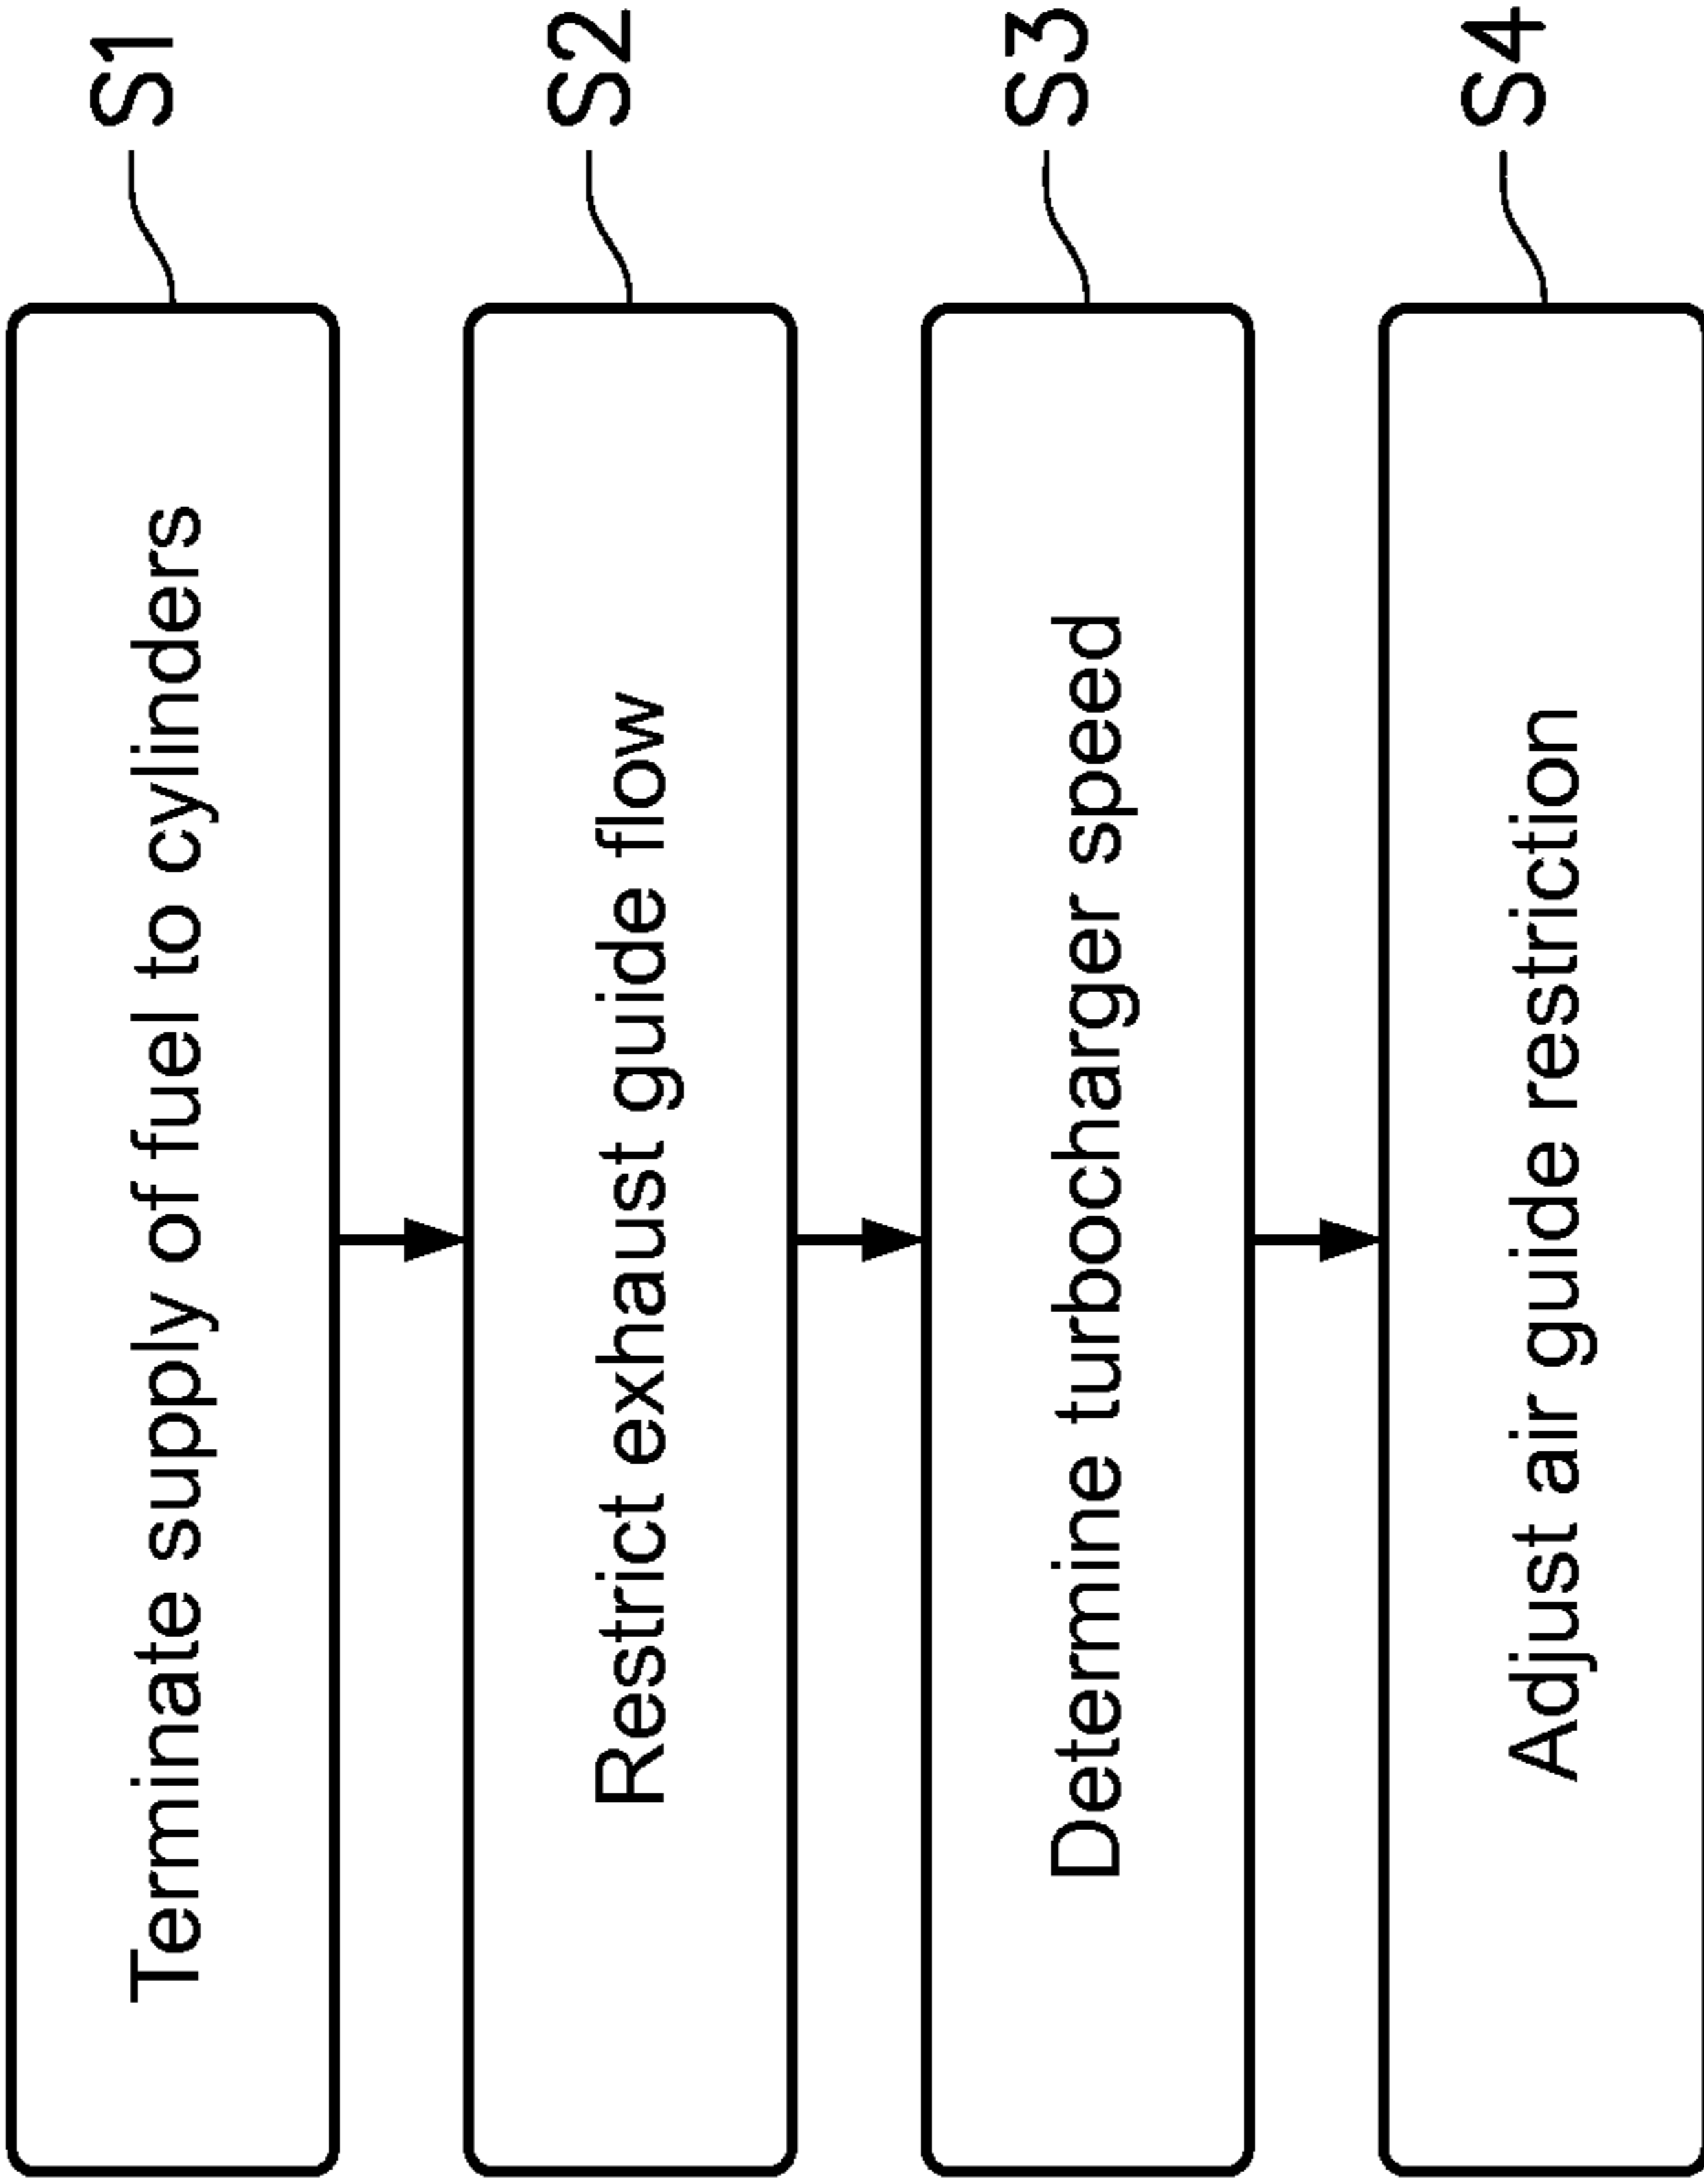 Terminate supply of fuel to cylinders
S1
Restrict exhaust guide flow
S2
Determine turbocharger speed
S3
Adjust air guide restriction
S4